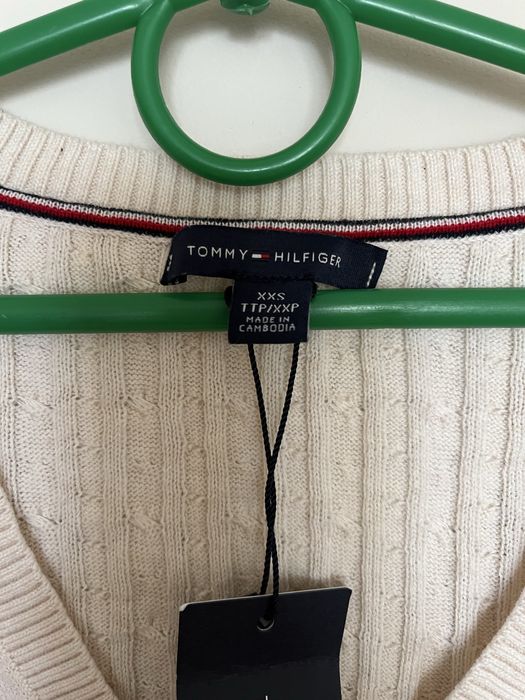 TOMMY HILFIGER
XXS
TTP/XXP
MADE IN
CAMBODIA